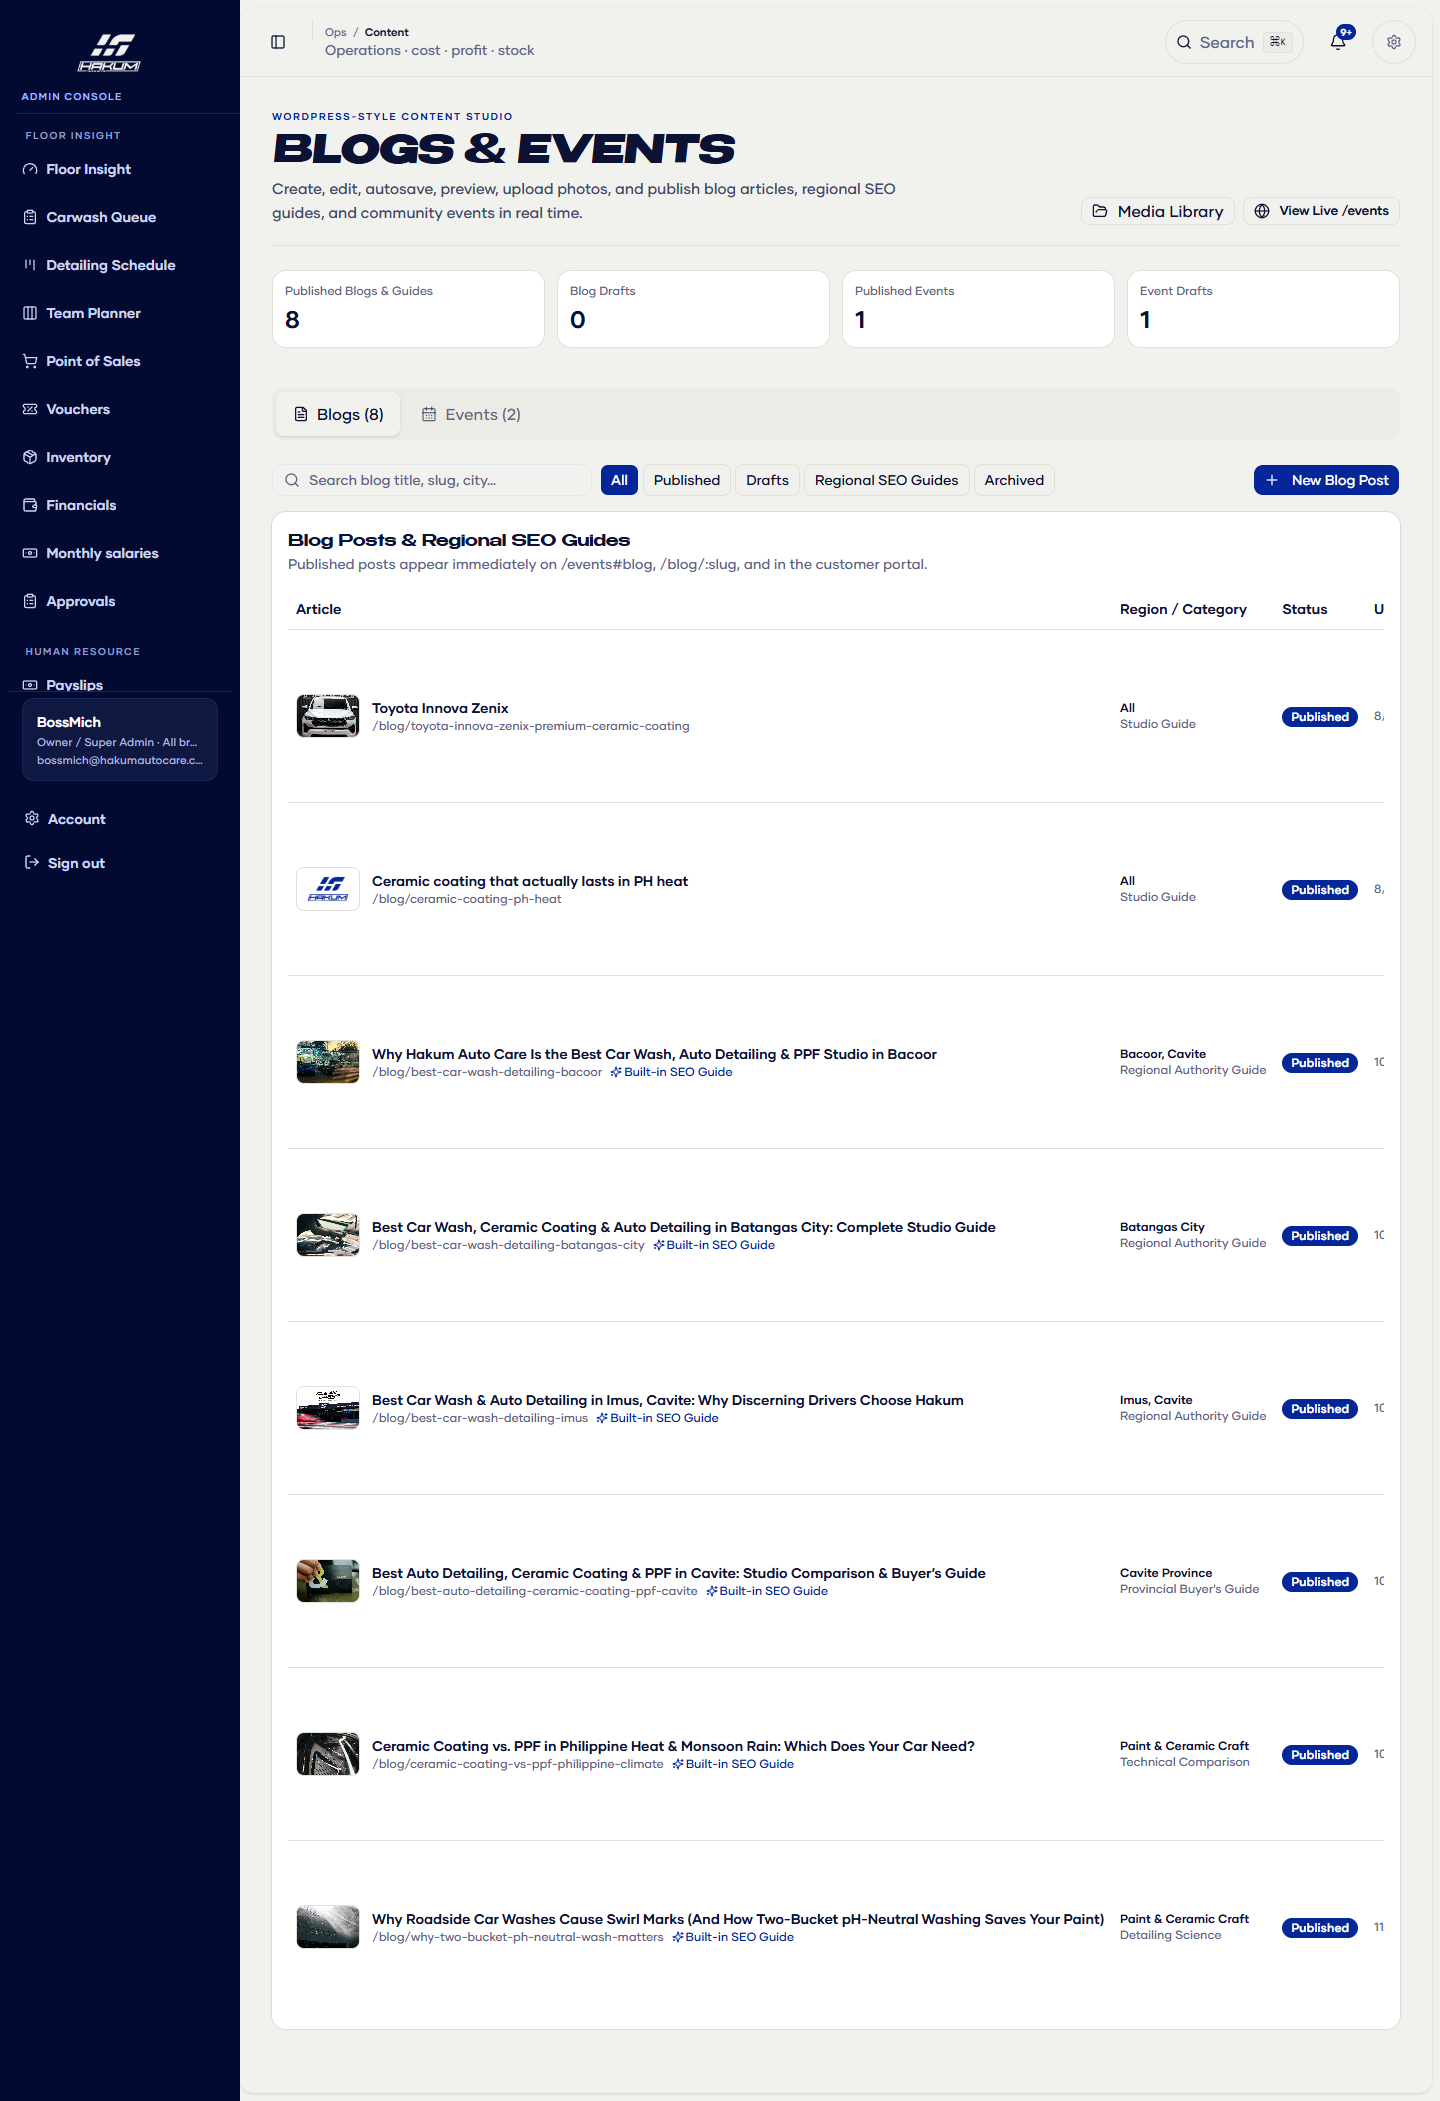 HAKUM
ADMIN CONSOLE
FLOOR INSIGHT
Floor Insight
Carwash Queue
Detailing Schedule
Team Planner
Point of Sales
Vouchers
Inventory
Financials
Monthly salaries
Approvals
HUMAN RESOURCE
Payslips
BossMich
Owner / Super Admin · All br...
bossmich@hakumautocare.c...
Account
Sign out
Ops / Content
Operations · cost · profit · stock
Search ⌘K
9+
WORDPRESS-STYLE CONTENT STUDIO
BLOGS & EVENTS
Create, edit, autosave, preview, upload photos, and publish blog articles, regional SEO
guides, and community events in real time.
Media Library
View Live /events
Published Blogs & Guides
8
Blog Drafts
0
Published Events
1
Event Drafts
1
Blogs (8)
Events (2)
Search blog title, slug, city...
All
Published
Drafts
Regional SEO Guides
Archived
New Blog Post
Blog Posts & Regional SEO Guides
Published posts appear immediately on /events#blog, /blog/:slug, and in the customer portal.
Article Region / Category Status U
Toyota Innova Zenix
/blog/toyota-innova-zenix-premium-ceramic-coating
All
Studio Guide
Published
8/
HAKUM
Ceramic coating that actually lasts in PH heat
/blog/ceramic-coating-ph-heat
All
Studio Guide
Published
8/
Why Hakum Auto Care Is the Best Car Wash, Auto Detailing & PPF Studio in Bacoor
/blog/best-car-wash-detailing-bacoor Built-in SEO Guide
Bacoor, Cavite
Regional Authority Guide
Published
10
Best Car Wash, Ceramic Coating & Auto Detailing in Batangas City: Complete Studio Guide
/blog/best-car-wash-detailing-batangas-city Built-in SEO Guide
Batangas City
Regional Authority Guide
Published
10
Best Car Wash & Auto Detailing in Imus, Cavite: Why Discerning Drivers Choose Hakum
/blog/best-car-wash-detailing-imus Built-in SEO Guide
Imus, Cavite
Regional Authority Guide
Published
10
Best Auto Detailing, Ceramic Coating & PPF in Cavite: Studio Comparison & Buyer's Guide
/blog/best-auto-detailing-ceramic-coating-ppf-cavite Built-in SEO Guide
Cavite Province
Provincial Buyer's Guide
Published
10
Ceramic Coating vs. PPF in Philippine Heat & Monsoon Rain: Which Does Your Car Need?
/blog/ceramic-coating-vs-ppf-philippine-climate Built-in SEO Guide
Paint & Ceramic Craft
Technical Comparison
Published
10
Why Roadside Car Washes Cause Swirl Marks (And How Two-Bucket pH-Neutral Washing Saves Your Paint)
/blog/why-two-bucket-ph-neutral-wash-matters Built-in SEO Guide
Paint & Ceramic Craft
Detailing Science
Published
11